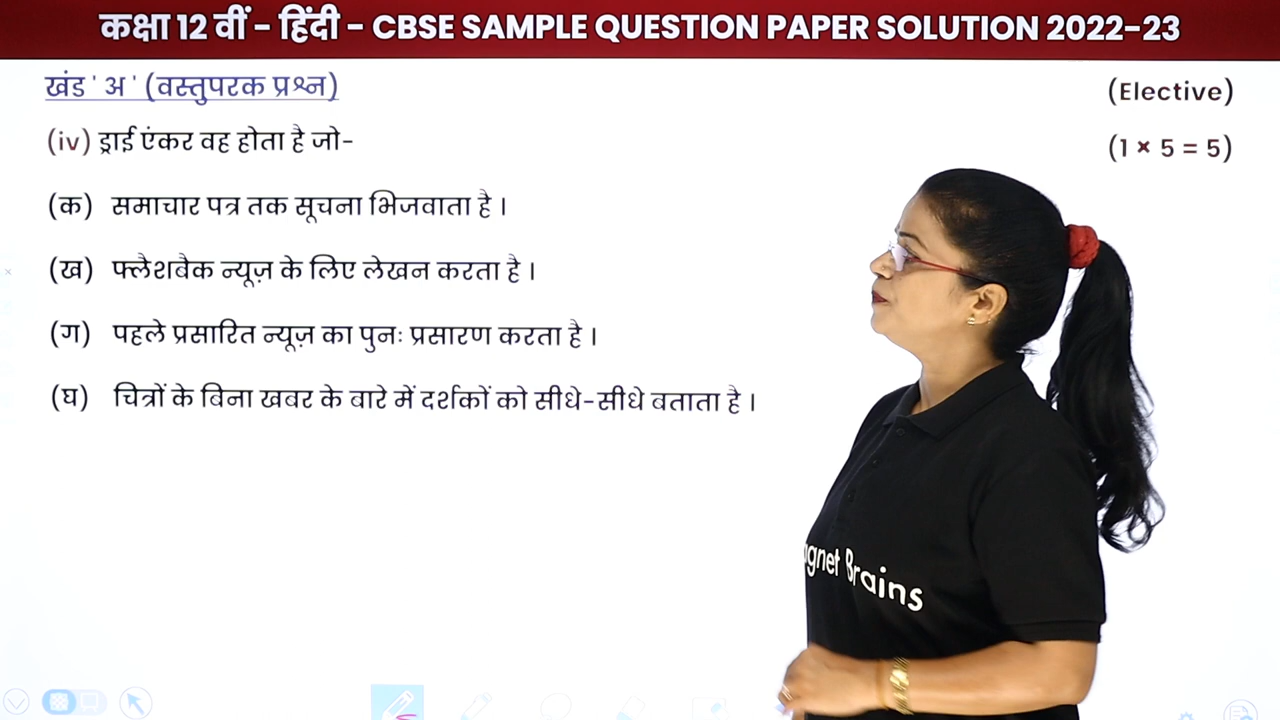 कक्षा 12 वीं - हिंदी - CBSE SAMPLE QUESTION PAPER SOLUTION 2022-23
खंड ' अ ' (वस्तुपरक प्रश्न)
(Elective)
(iv) ड्राई एंकर वह होता है जो-
(1 × 5 = 5)
(क) समाचार पत्र तक सूचना भिजवाता है ।
(ख) फ्लैशबैक न्यूज़ के लिए लेखन करता है ।
(ग) पहले प्रसारित न्यूज़ का पुनः प्रसारण करता है ।
(घ) चित्रों के बिना खबर के बारे में दर्शकों को सीधे-सीधे बताता है ।
Brains